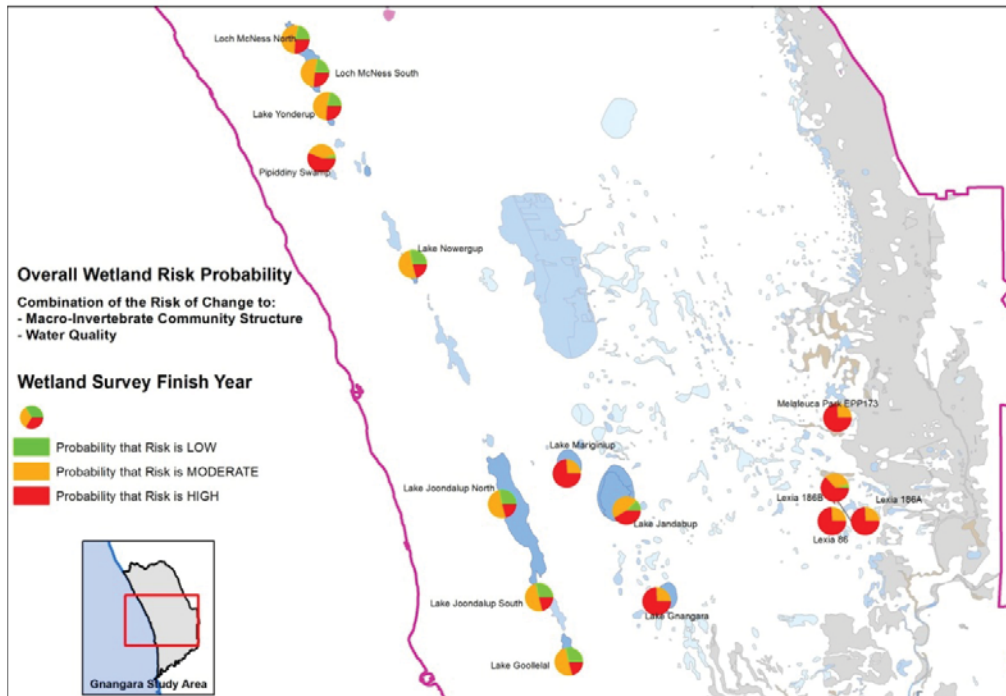 Loch McNess North
Loch McNess South
Lake Yonderup
Pipiddiny Swamp
Lake Nowergup
Overall Wetland Risk Probability
Combination of the Risk of Change to:
- Macro-Invertebrate Community Structure
- Water Quality
Wetland Survey Finish Year
Probability that Risk is LOW
Probability that Risk is MODERATE
Probability that Risk is HIGH
Melaleuca Park EPP173
Lake Mariginiup
Lake Joondalup North
Lexia 186B
Lexia 186A
Lake Jandabup
Lexia 86
Lake Joondalup South
Lake Gnangara
Lake Goollelal
Gnangara Study Area